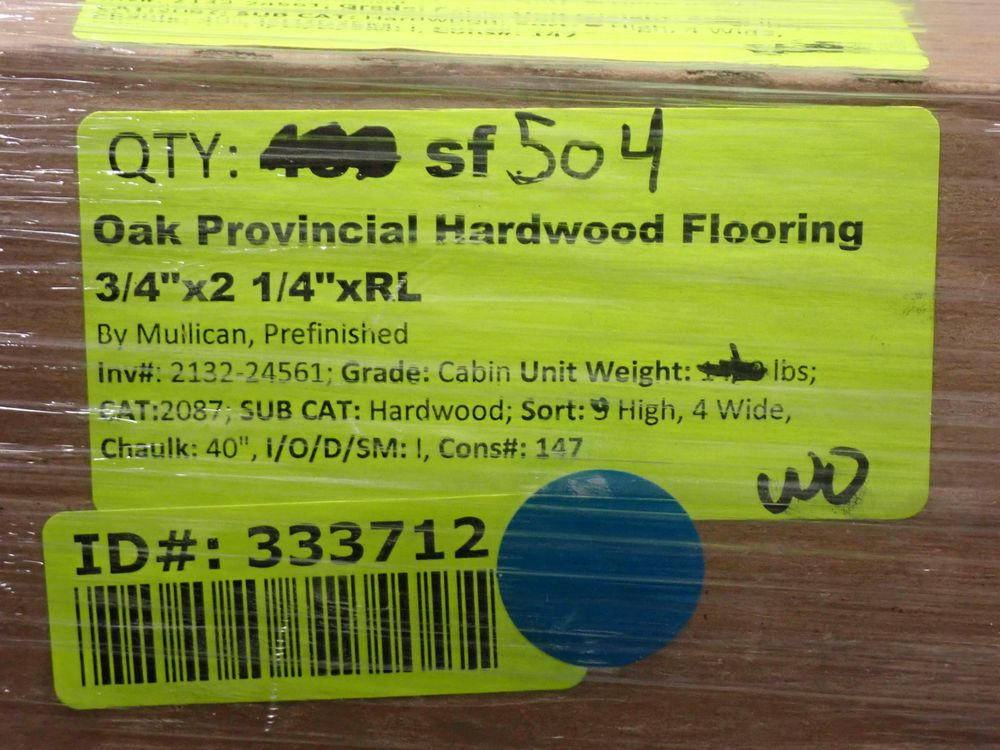 QTY: sf 504
Oak Provincial Hardwood Flooring
3/4"x2 1/4"xRL
By Mullican, Prefinished
Inv#: 2132-24561; Grade: Cabin Unit Weight: lbs;
CAT:2087; SUB CAT: Hardwood; Sort: 9 High, 4 Wide,
Chaulk: 40", I/O/D/SM: I, Cons#: 147
WO
ID#: 333712